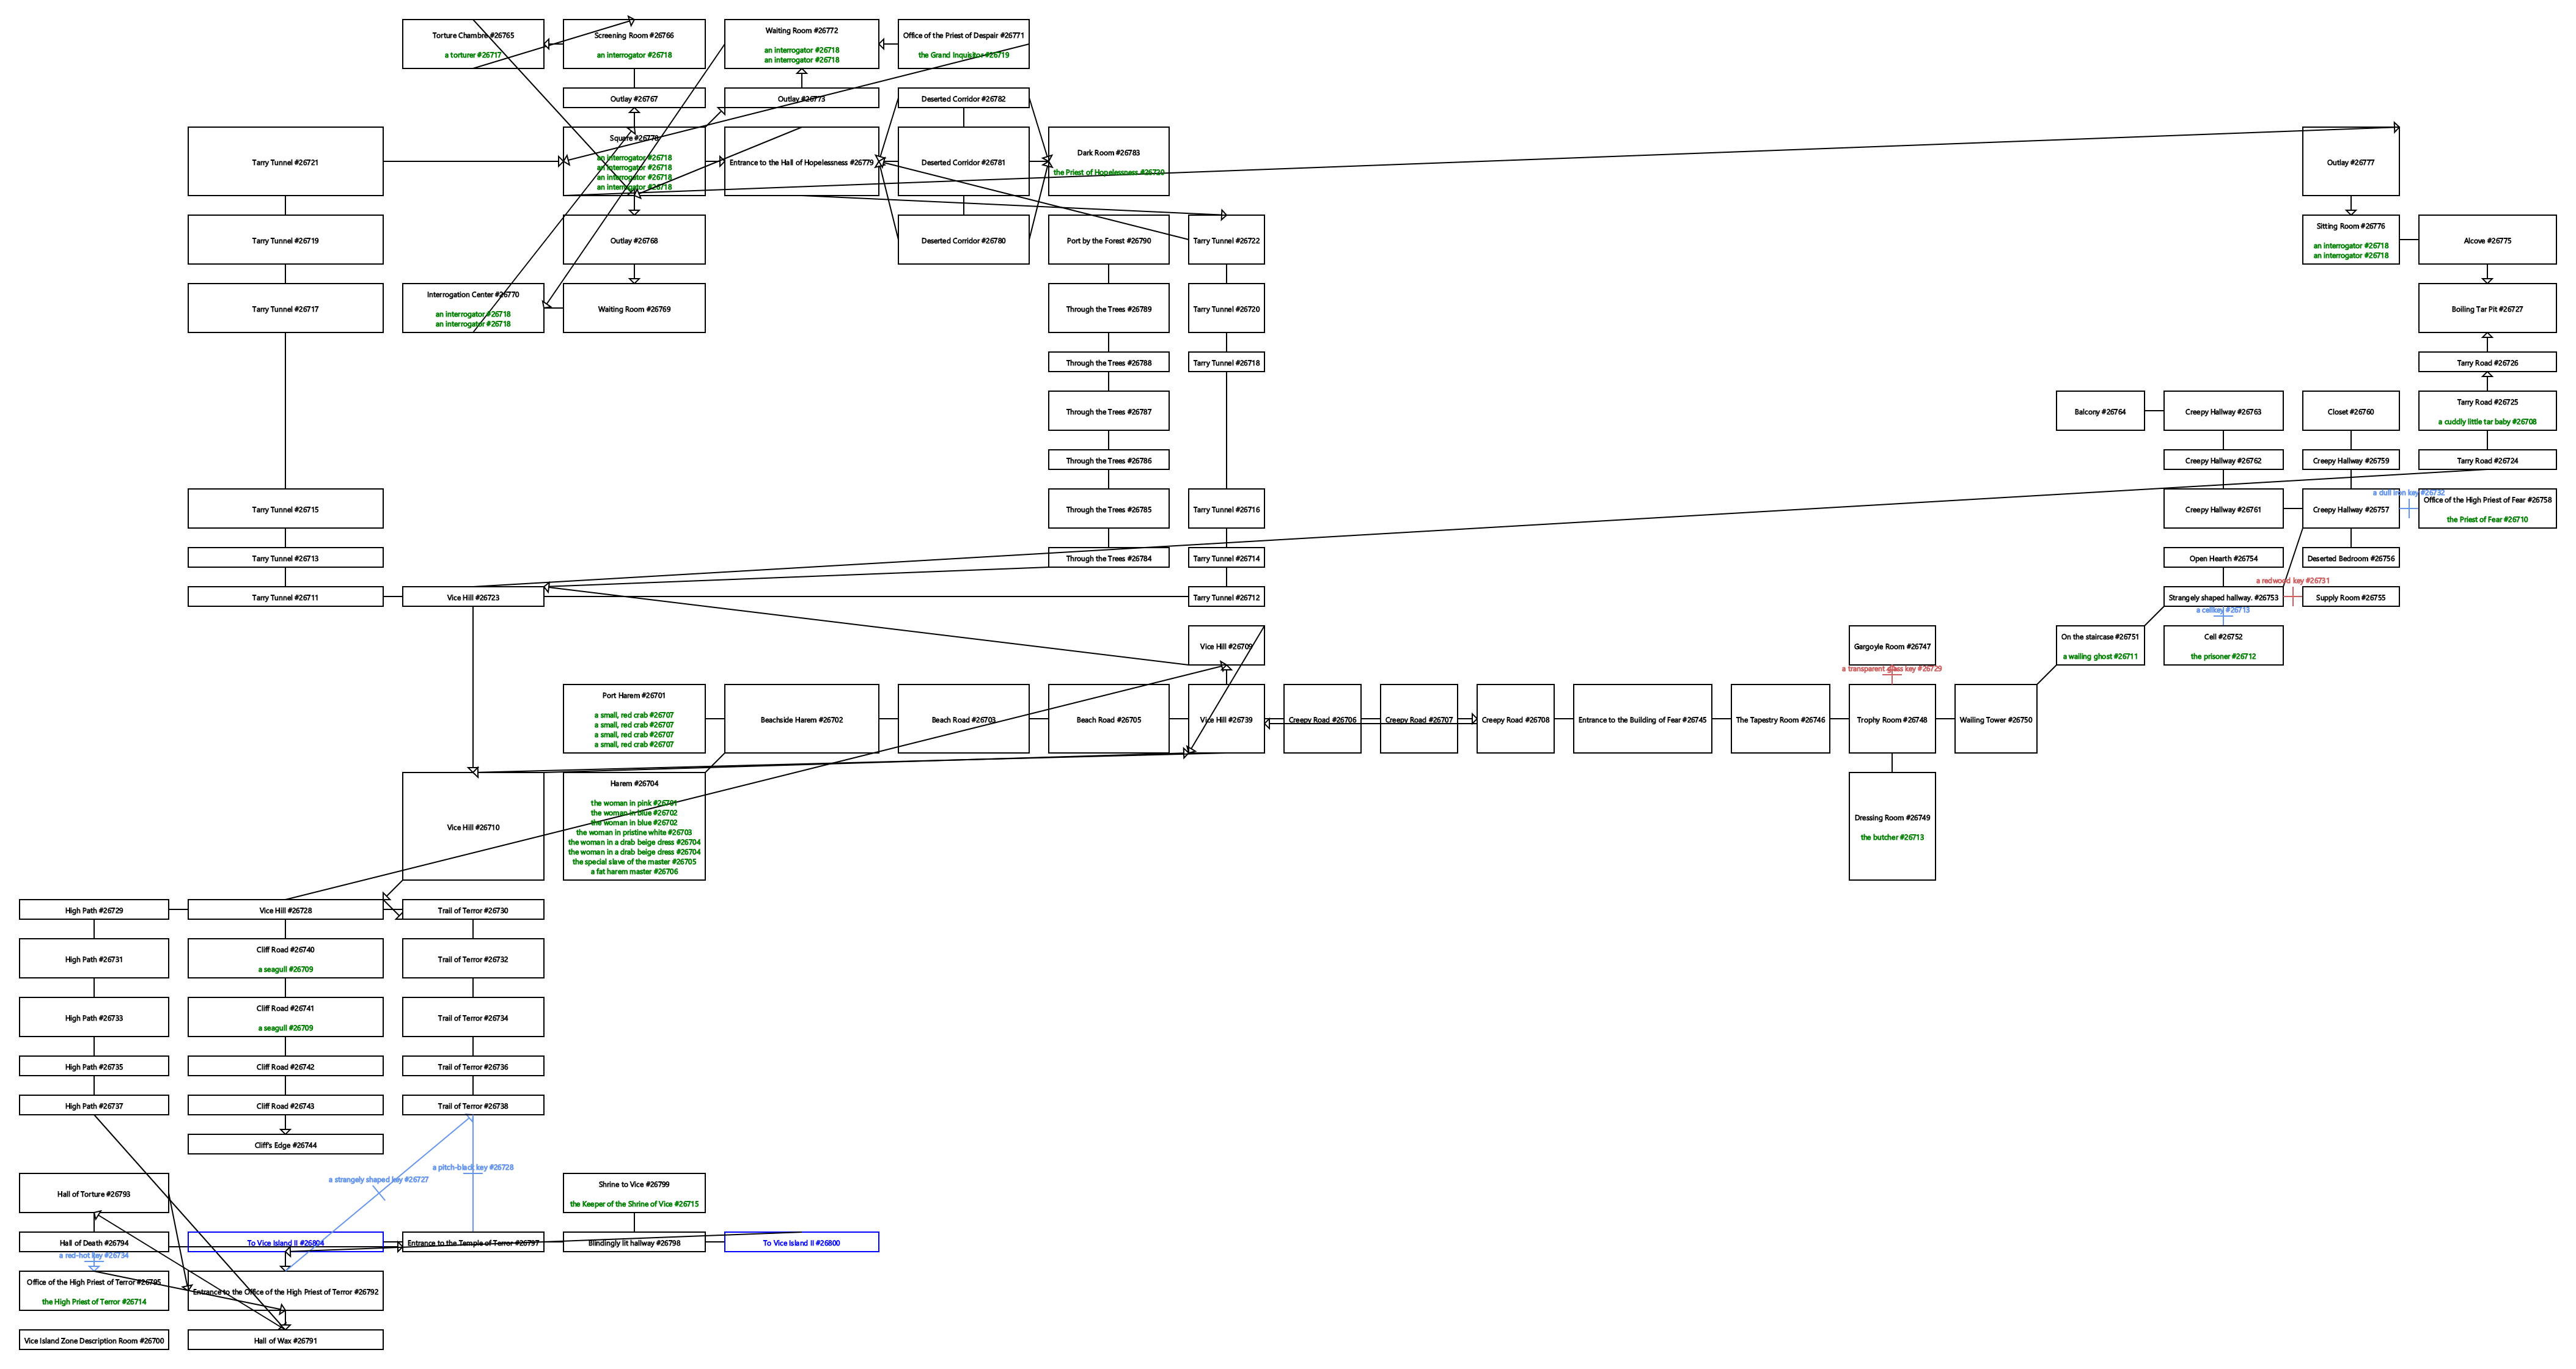 Torture Chambre #26765
a torturer #26717
Screening Room #26766
an interrogator #26718
Waiting Room #26772
an interrogator #26718
an interrogator #26718
Office of the Priest of Despair #26771
the Grand Inquisitor #26719
Outlay #26767
Outlay #26773
Deserted Corridor #26782
Tarry Tunnel #26721
Square #26778
an interrogator #26718
an interrogator #26718
an interrogator #26718
an interrogator #26718
Entrance to the Hall of Hopelessness #26779
Deserted Corridor #26781
Dark Room #26783
the Priest of Hopelessness #26720
Outlay #26777
Tarry Tunnel #26719
Outlay #26768
Deserted Corridor #26780
Port by the Forest #26790
Tarry Tunnel #26722
Sitting Room #26776
an interrogator #26718
an interrogator #26718
Alcove #26775
Tarry Tunnel #26717
Interrogation Center #26770
an interrogator #26718
an interrogator #26718
Waiting Room #26769
Through the Trees #26789
Tarry Tunnel #26720
Boiling Tar Pit #26727
Through the Trees #26788
Tarry Tunnel #26718
Tarry Road #26726
Through the Trees #26787
Balcony #26764
Creepy Hallway #26763
Closet #26760
Tarry Road #26725
a cuddly little tar baby #26708
Through the Trees #26786
Creepy Hallway #26762
Creepy Hallway #26759
Tarry Road #26724
Tarry Tunnel #26715
Through the Trees #26785
Tarry Tunnel #26716
Creepy Hallway #26761
Creepy Hallway #26757
a dull iron key #26732
Office of the High Priest of Fear #26758
the Priest of Fear #26710
Tarry Tunnel #26713
Through the Trees #26784
Tarry Tunnel #26714
Open Hearth #26754
Deserted Bedroom #26756
Tarry Tunnel #26711
Vice Hill #26723
Tarry Tunnel #26712
Strangely shaped hallway. #26753
a redwood key #26731
Supply Room #26755
a cellkey #26713
Vice Hill #26709
Gargoyle Room #26747
On the staircase #26751
a wailing ghost #26711
Cell #26752
the prisoner #26712
a transparent glass key #26729
Port Harem #26701
a small, red crab #26707
a small, red crab #26707
a small, red crab #26707
a small, red crab #26707
Beachside Harem #26702
Beach Road #26703
Beach Road #26705
Vice Hill #26739
Creepy Road #26706
Creepy Road #26707
Creepy Road #26708
Entrance to the Building of Fear #26745
The Tapestry Room #26746
Trophy Room #26748
Wailing Tower #26750
Vice Hill #26710
Harem #26704
the woman in pink #26701
the woman in blue #26702
the woman in blue #26702
the woman in pristine white #26703
the woman in a drab beige dress #26704
the woman in a drab beige dress #26704
the special slave of the master #26705
a fat harem master #26706
Dressing Room #26749
the butcher #26713
High Path #26729
Vice Hill #26728
Trail of Terror #26730
High Path #26731
Cliff Road #26740
a seagull #26709
Trail of Terror #26732
High Path #26733
Cliff Road #26741
a seagull #26709
Trail of Terror #26734
High Path #26735
Cliff Road #26742
Trail of Terror #26736
High Path #26737
Cliff Road #26743
Trail of Terror #26738
Cliff's Edge #26744
a strangely shaped key #26727
a pitch-black key #26728
Hall of Torture #26793
Shrine to Vice #26799
the Keeper of the Shrine of Vice #26715
Hall of Death #26794
To Vice Island II #26804
Entrance to the Temple of Terror #26797
Blindingly lit hallway #26798
To Vice Island II #26800
a red-hot key #26734
Office of the High Priest of Terror #26795
the High Priest of Terror #26714
Entrance to the Office of the High Priest of Terror #26792
Vice Island Zone Description Room #26700
Hall of Wax #26791